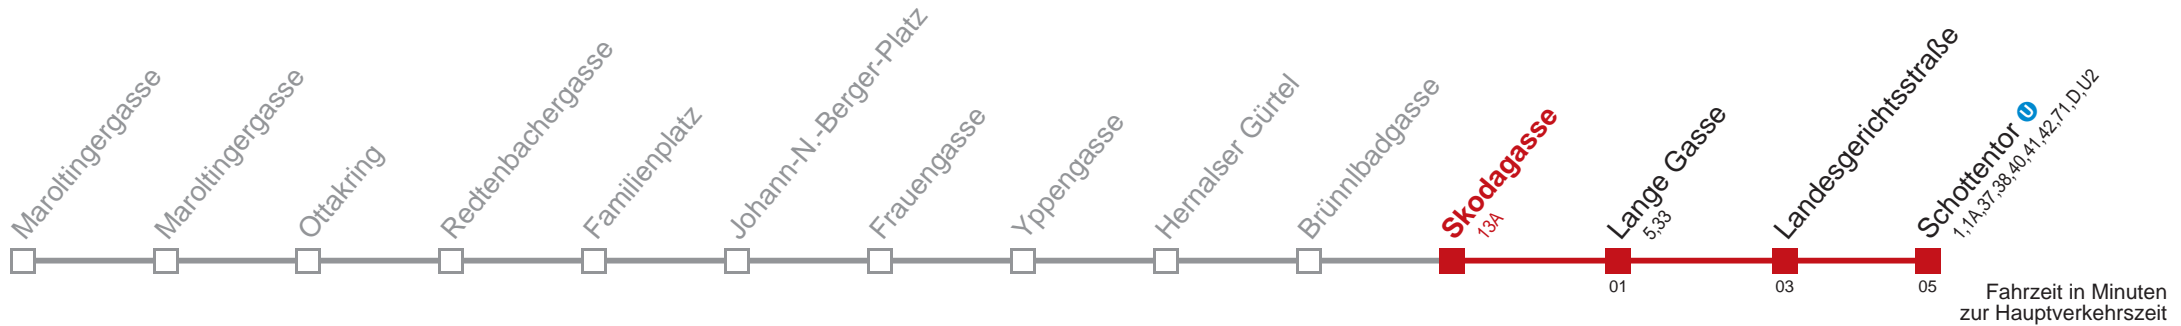 Maroltingergasse
Maroltingergasse
Ottakring
Redtenbachergasse
Familienplatz
Johann-N.-Berger-Platz
Frauengasse
Yppengasse
Hernalser Gürtel
Brünnlbadgasse
Skodagasse
13A
Lange Gasse
5,33
Landesgerichtsstraße
Schottentor U
1,1A,37,38,40,41,42,71,D,U2
01
03
05
Fahrzeit in Minuten
zur Hauptverkehrszeit